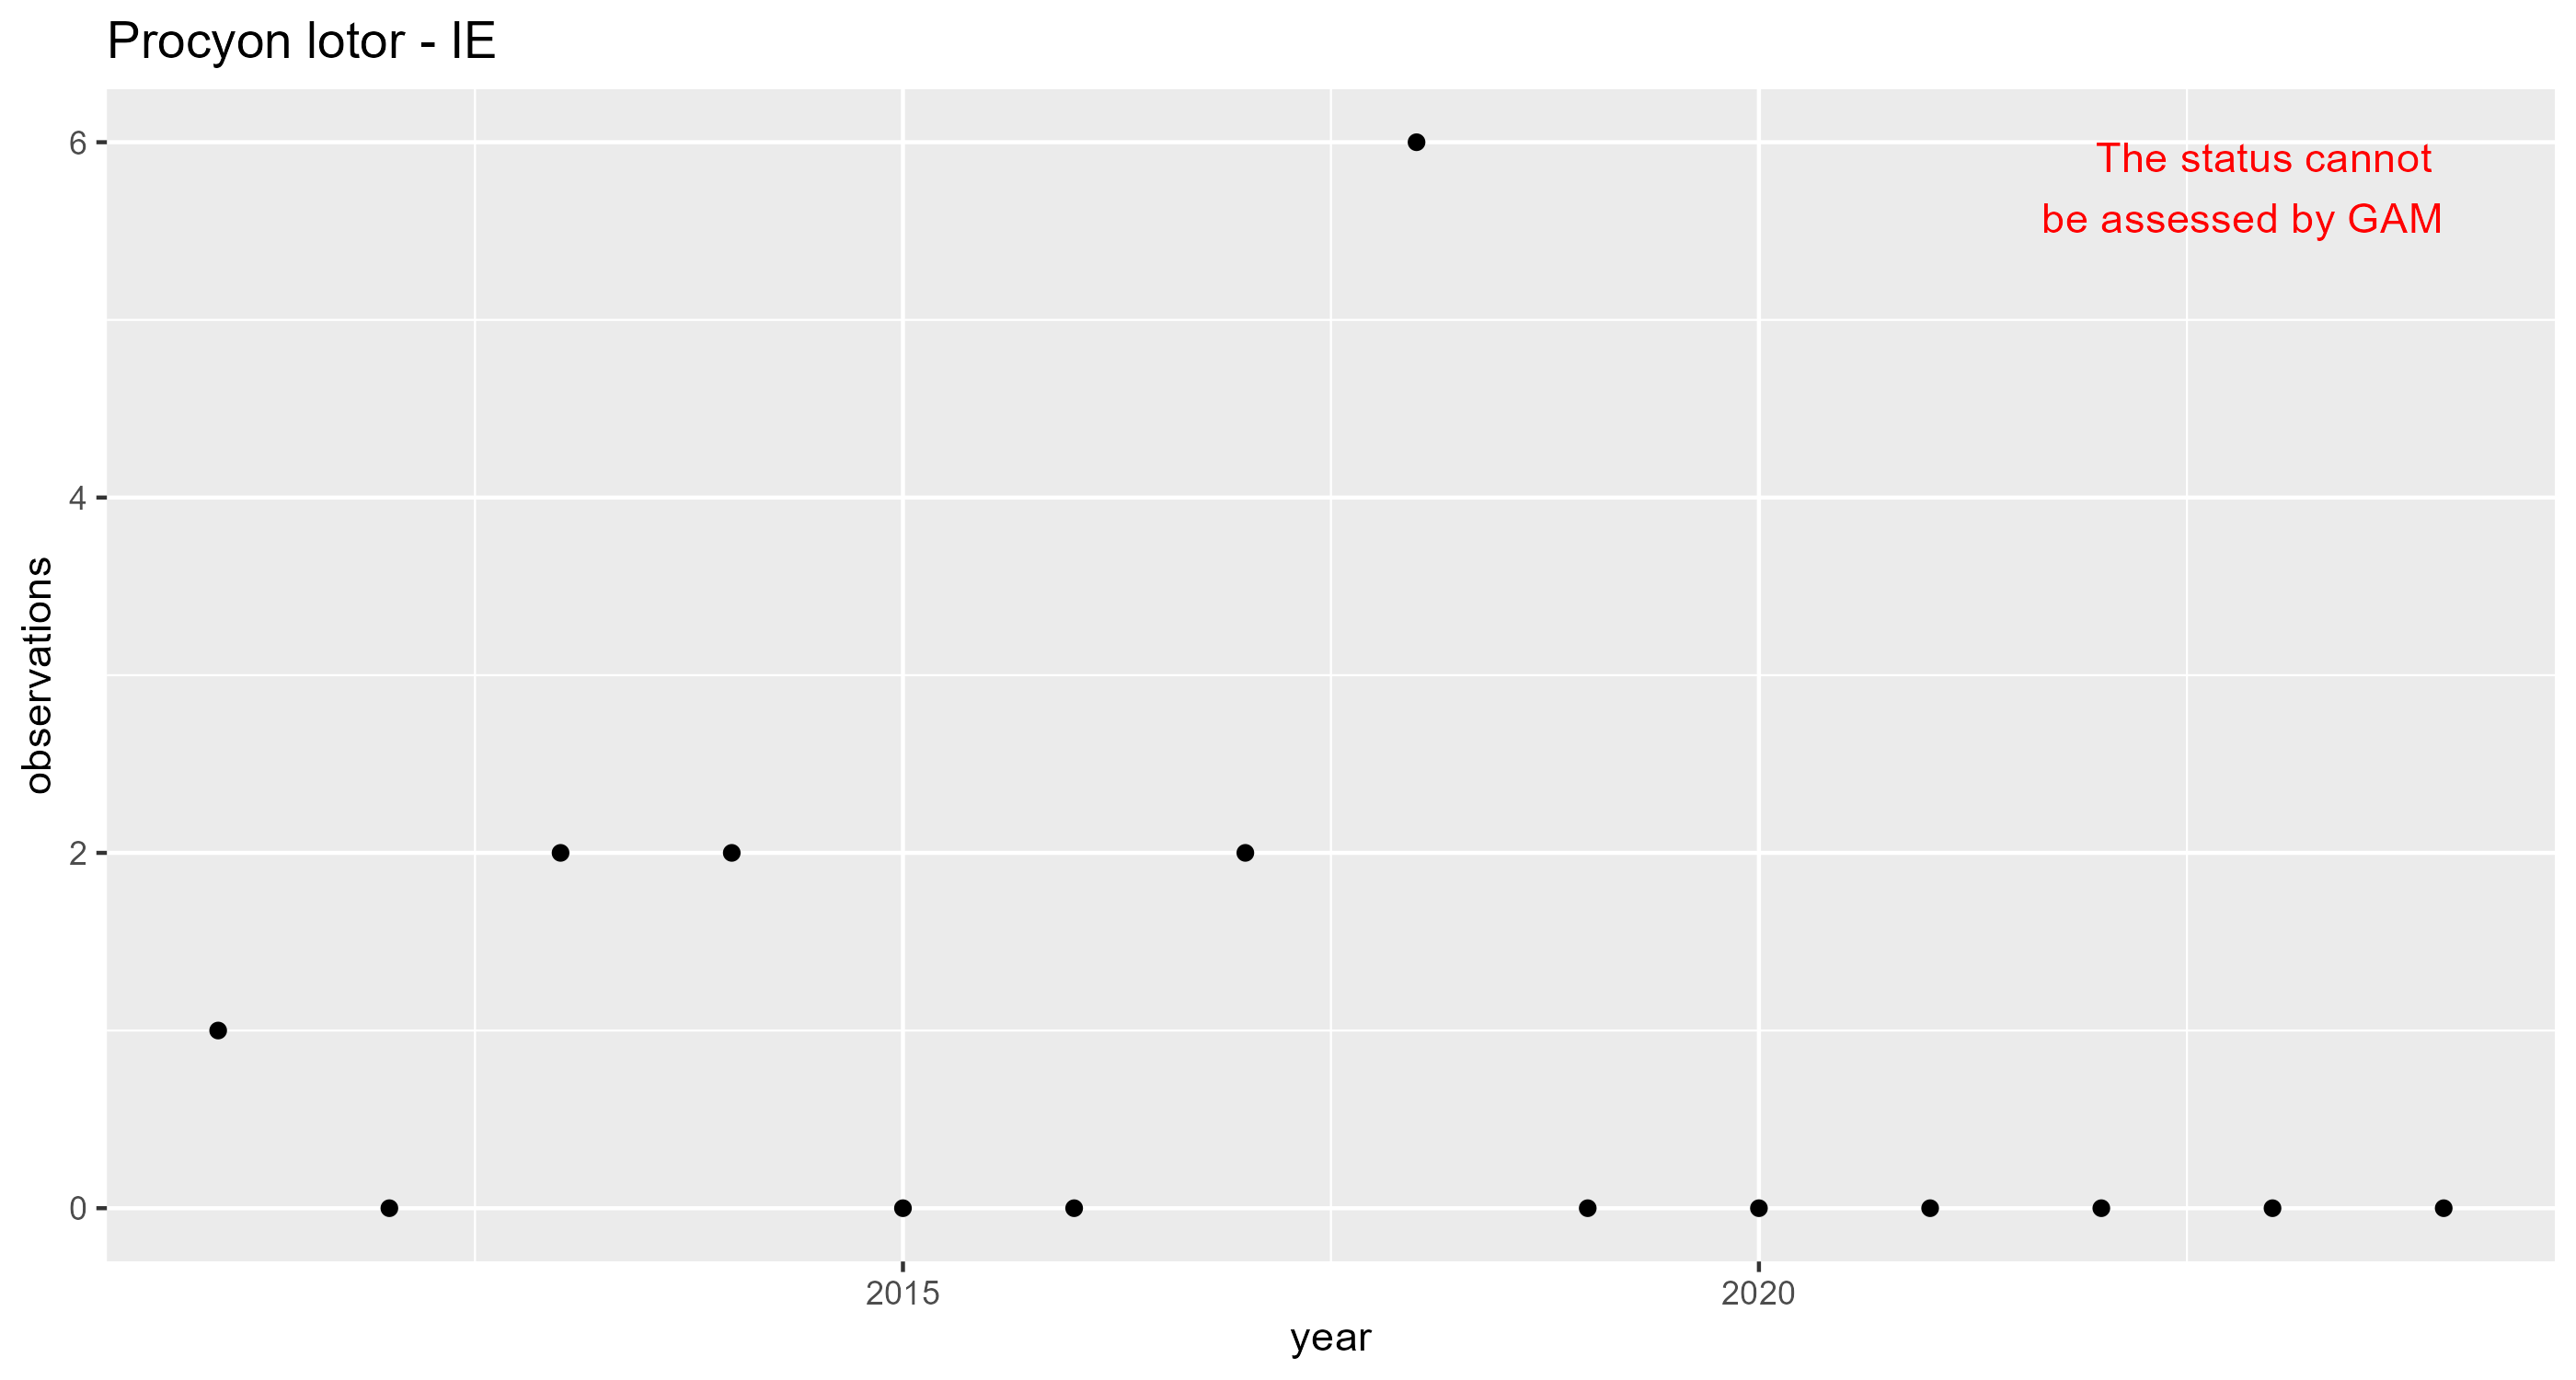 Procyon lotor - IE
The status cannot
be assessed by GAM
6
4
2
0
observations
2015
2020
year